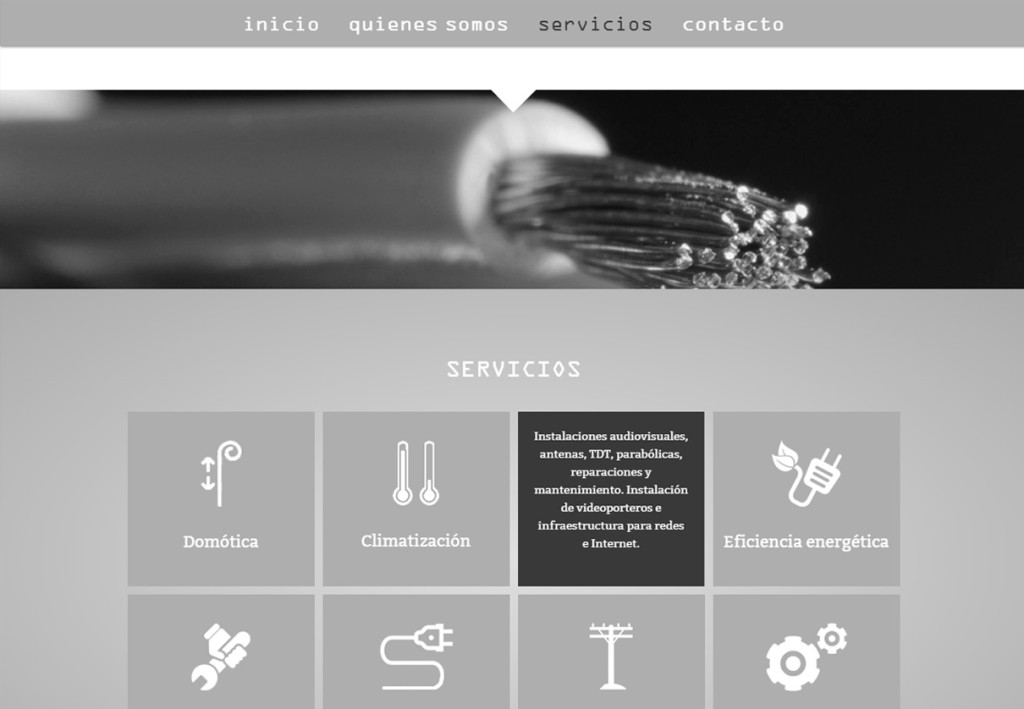 inicio quienes somos servicios contacto
SERVICIOS
Domótica
Climatización
Instalaciones audiovisuales,
antenas, TDT, parabólicas,
reparaciones y
mantenimiento. Instalación
de videoporteros e
infraestructura para redes
e Internet.
Eficiencia energética